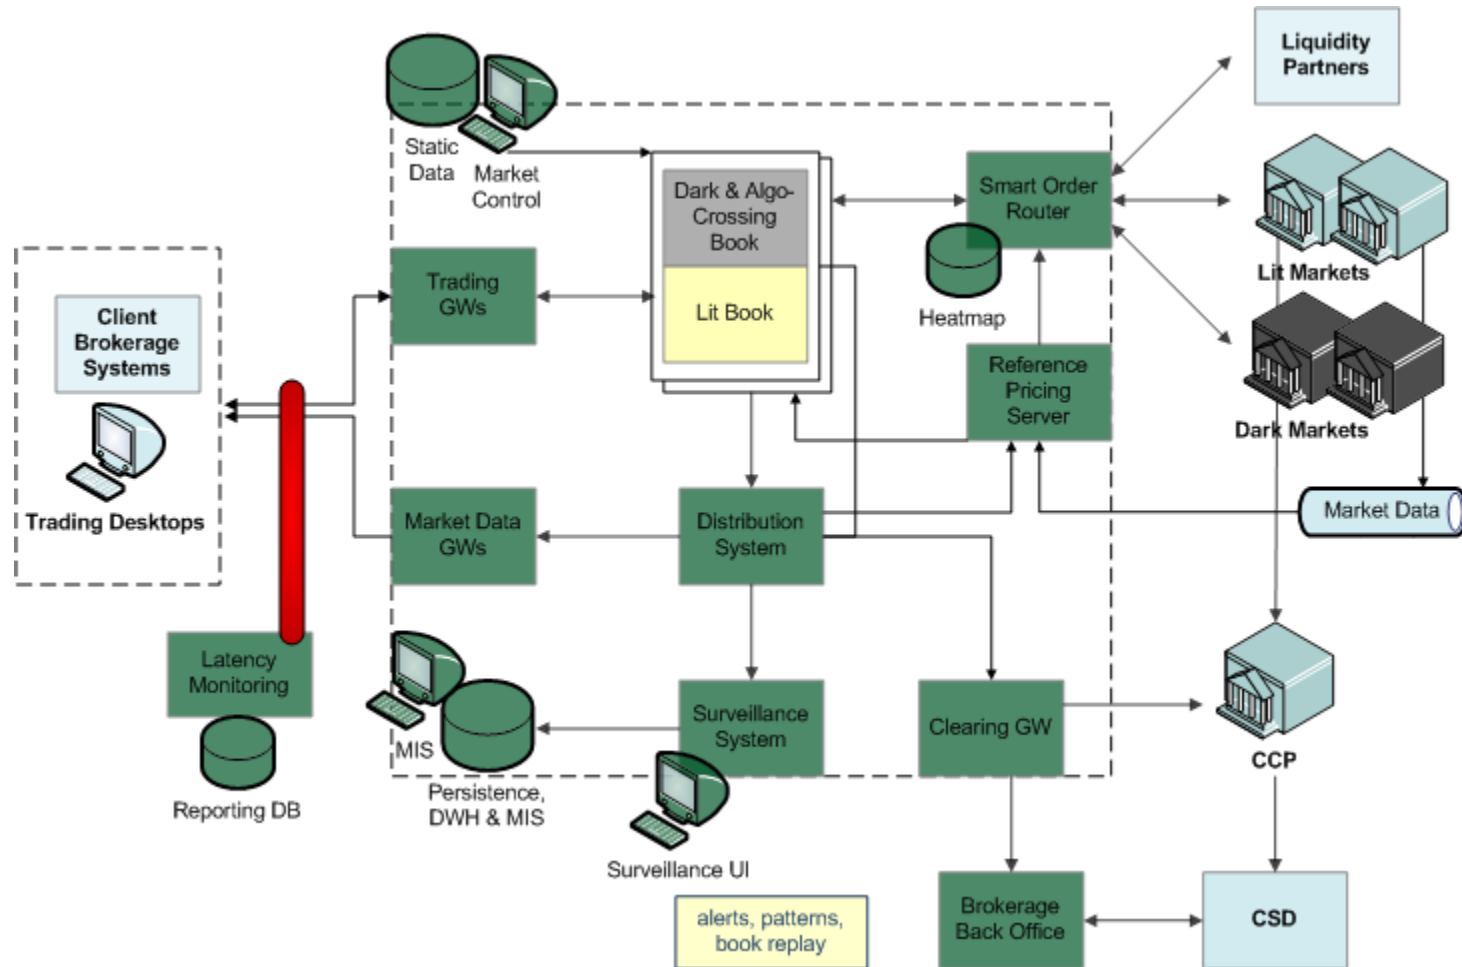 Liquidity
Partners
Static
Data
Market
Control
Dark & Algo-
Crossing
Book
Smart Order
Router
Lit Markets
Trading
GWs
Lit Book
Heatmap
Client
Brokerage
Systems
Reference
Pricing
Server
Dark Markets
Trading Desktops
Market Data
GWs
Distribution
System
Market Data
Latency
Monitoring
MIS
Surveillance
System
Clearing GW
CCP
Reporting DB
Persistence,
DWH & MIS
Surveillance UI
alerts, patterns,
book replay
Brokerage
Back Office
CSD